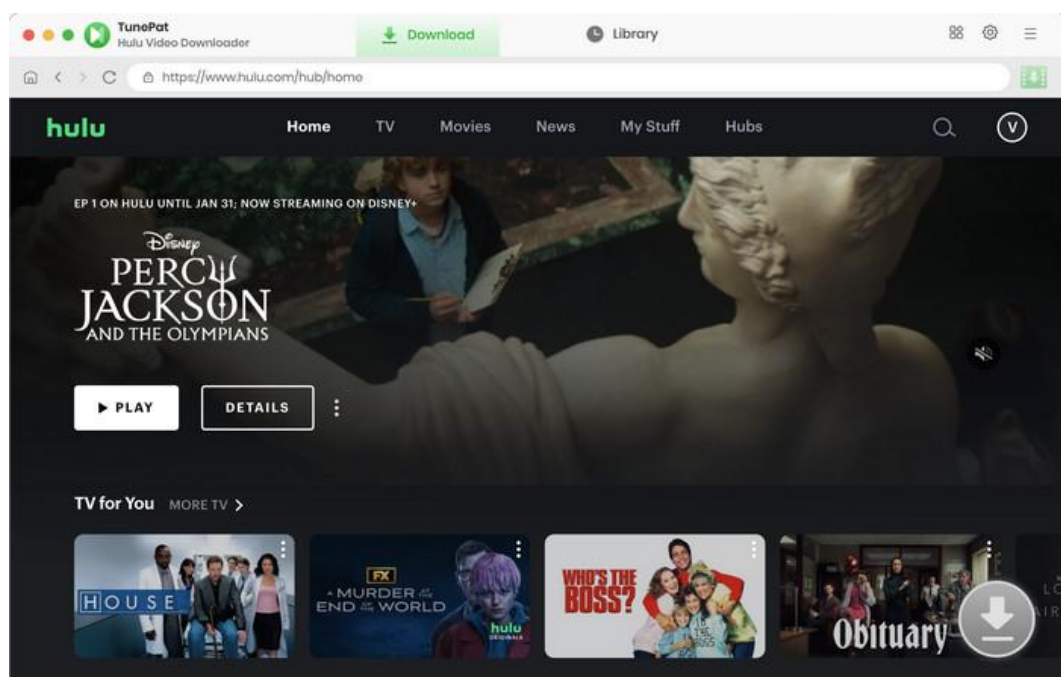 TunePat
Hulu Video Downloader
Download
Library
https://www.hulu.com/hub/home
hulu
Home
TV
Movies
News
My Stuff
Hubs
V
EP 1 ON HULU UNTIL JAN 31; NOW STREAMING ON DISNEY+
Disney
PERCY
JACKSON
AND THE OLYMPIANS
PLAY
DETAILS
TV for You
MORE TV
HOUSE
FX
A MURDER AT THE
END OF THE WORLD
hulu
ORIGINALS
WHO'S THE
BOSS?
Obituary